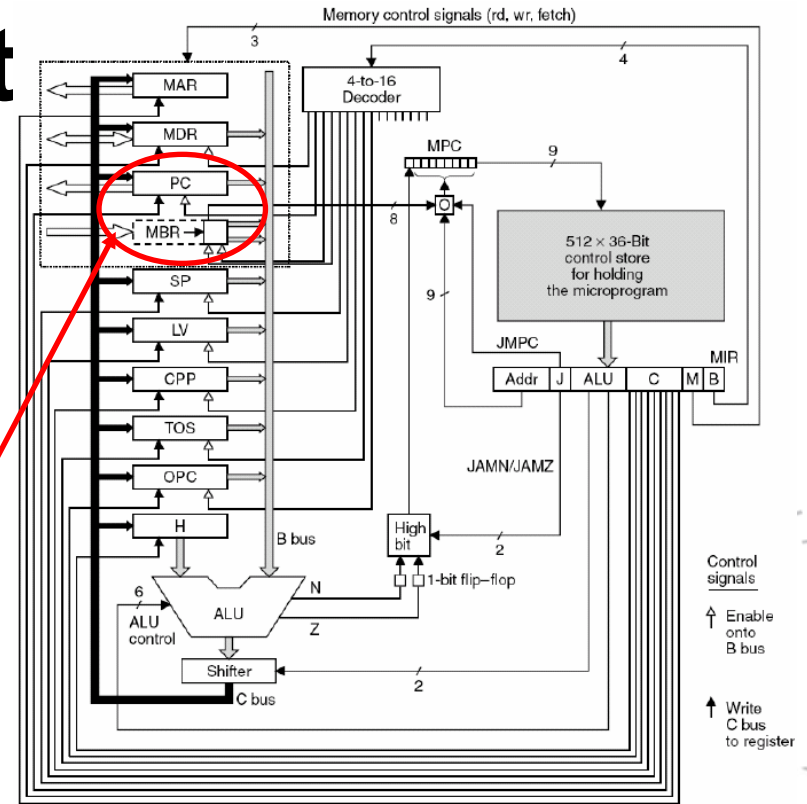 t
Memory control signals (rd, wr, fetch)
3
4
MAR
MDR
PC
MBR
SP
LV
CPP
TOS
OPC
H
4-to-16
Decoder
MPC
9
8
O
9
512 × 36-Bit
control store
for holding
the microprogram
JMPC
MIR
Addr J ALU C M B
JAMN/JAMZ
High
bit
2
1-bit flip–flop
B bus
N
Z
6
ALU
control
ALU
Shifter
2
C bus
Control
signals
Enable
onto
B bus
Write
C bus
to register